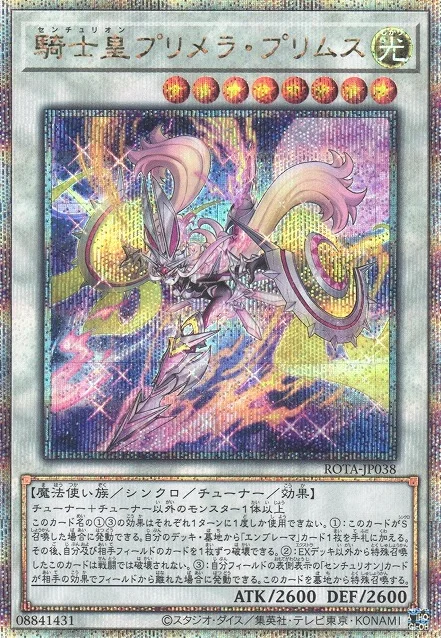 センチュリオン
騎士皇プリメラ・プリムス
光
ROTA-JP038
【魔法使い族／シンクロ／チューナー／効果】
チューナー＋チューナー以外のモンスター1体以上
このカード名の①③の効果はそれぞれ1ターンに1度しか使用できない。①：このカードがS
召喚した場合に発動できる。自分のデッキ・墓地から「エンブレーマ」カード1枚を手札に加える。
その後、自分及び相手フィールドのカードを1枚ずつ破壊できる。②：EXデッキ以外から特殊召喚
したこのカードは戦闘では破壊されない。③：自分フィールドの表側表示の「センチュリオン」カード
が相手の効果でフィールドから離れた場合に発動できる。このカードを墓地から特殊召喚する。
ATK/2600 DEF/2600
08841431
©スタジオ・ダイス／集英社・テレビ東京・KONAMI